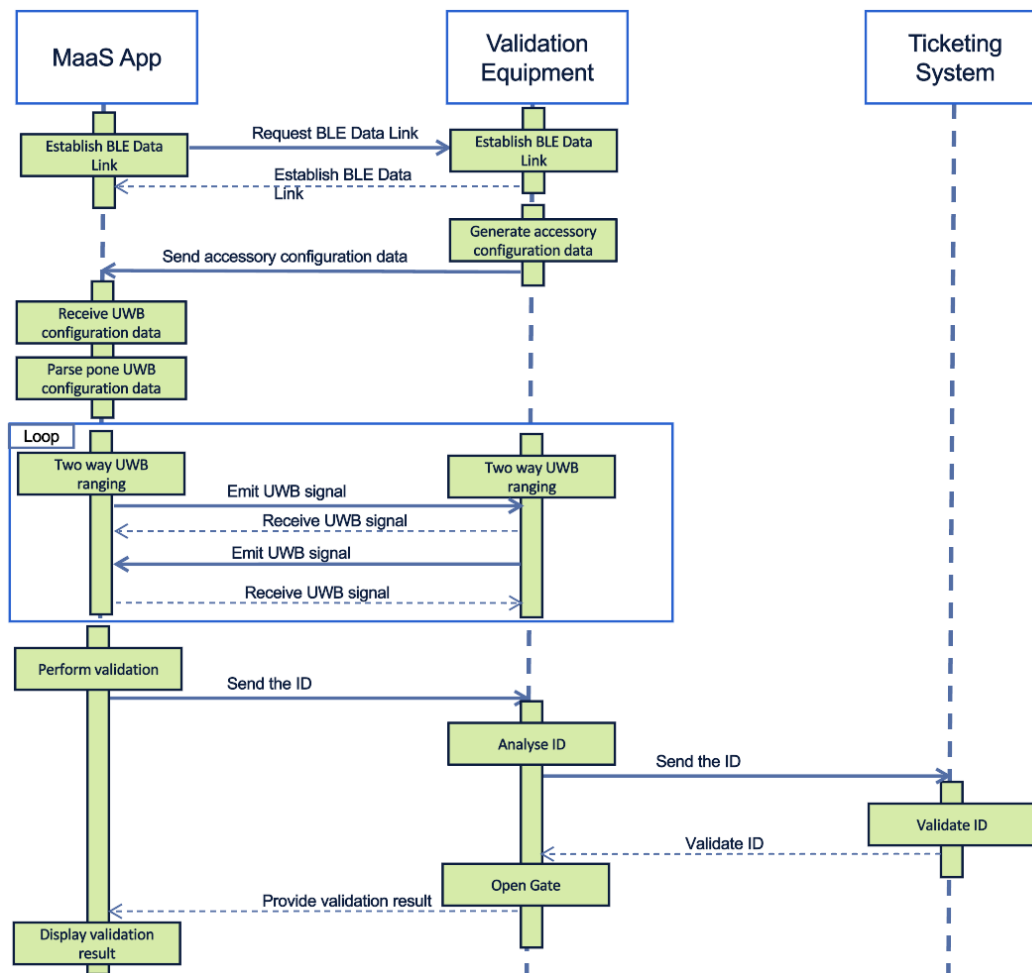 MaaS App
Validation
Equipment
Ticketing
System
Request BLE Data Link
Establish BLE Data
Link
Establish BLE Data
Link
Establish BLE Data
Link
Generate accessory
configuration data
Send accessory configuration data
Receive UWB
configuration data
Parse pone UWB
configuration data
Loop
Two way UWB
ranging
Two way UWB
ranging
Emit UWB signal
Receive UWB signal
Emit UWB signal
Receive UWB signal
Perform validation
Send the ID
Analyse ID
Send the ID
Validate ID
Validate ID
Open Gate
Provide validation result
Display validation
result